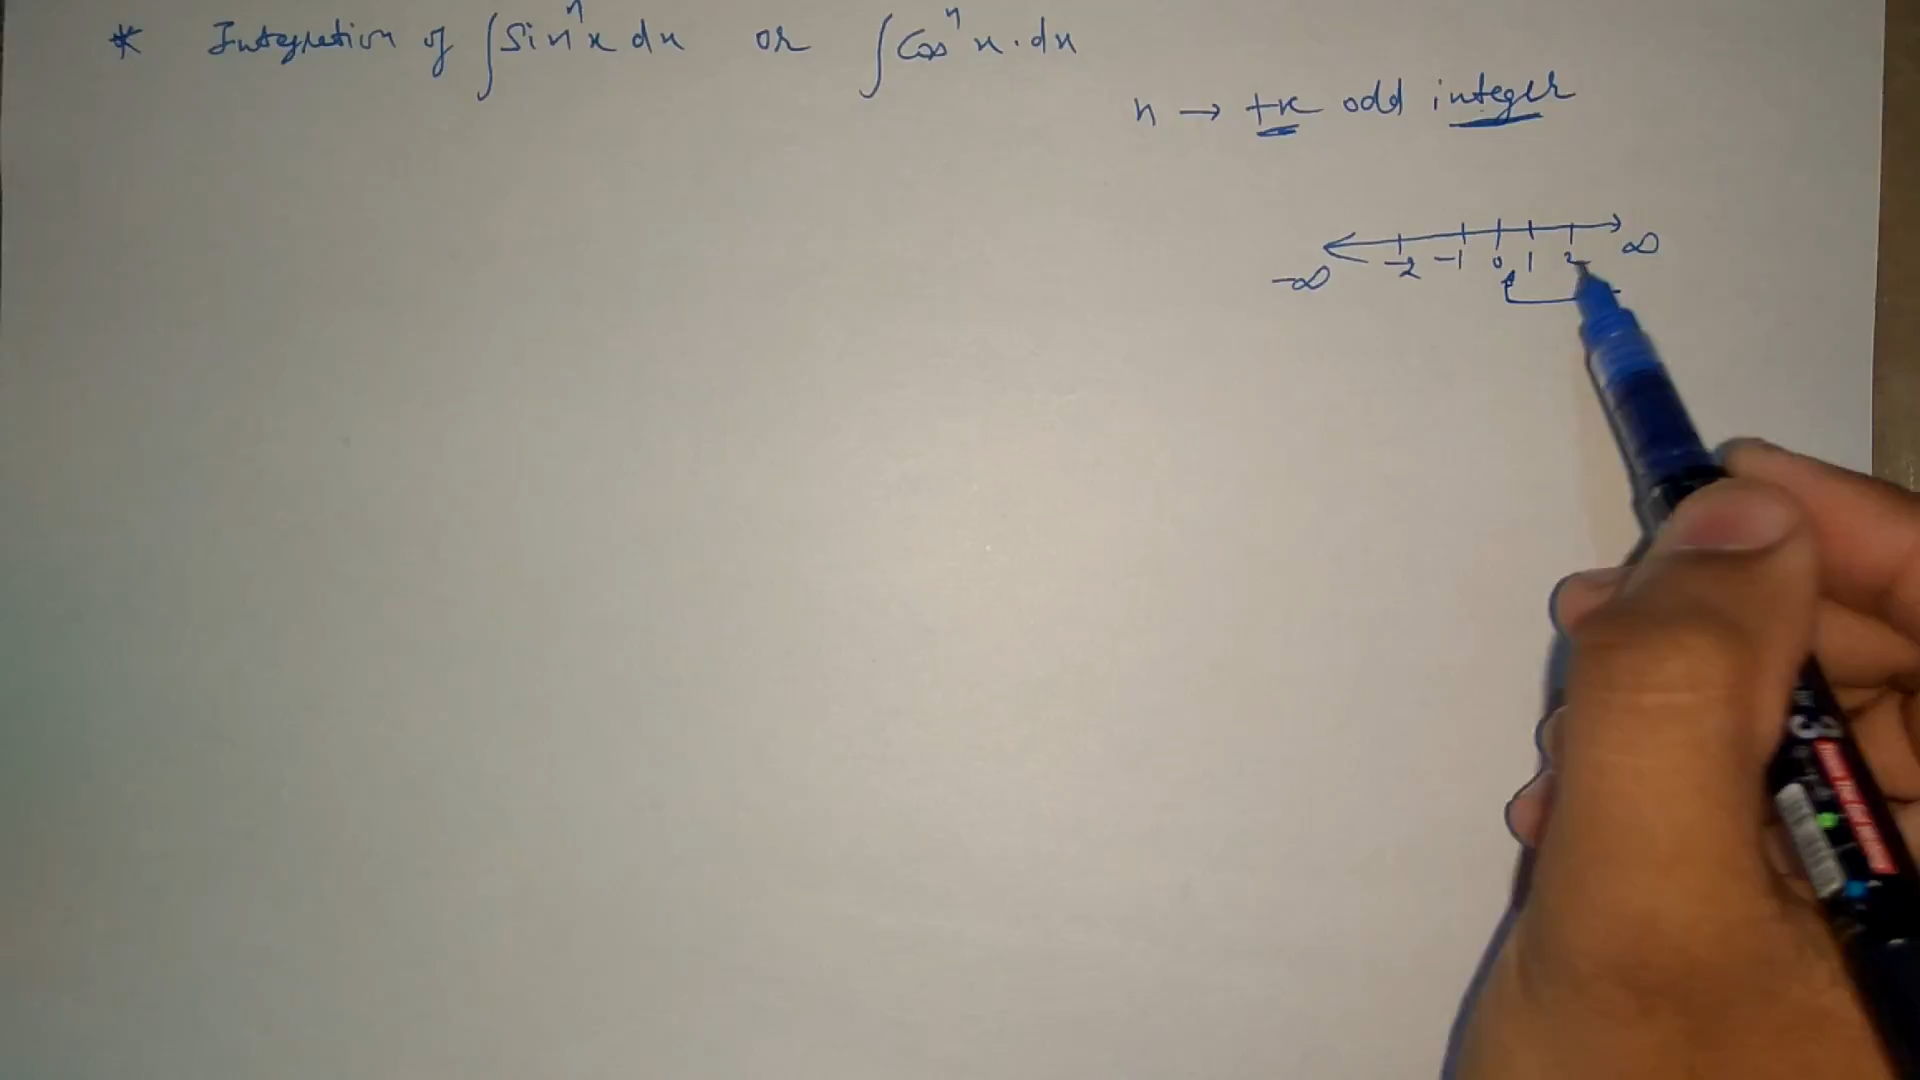 * Integration of ∫Sinⁿx dx or ∫Cosⁿx.dx
n → +ve odd integer
-∞ -2 -1 0 1 2 ∞